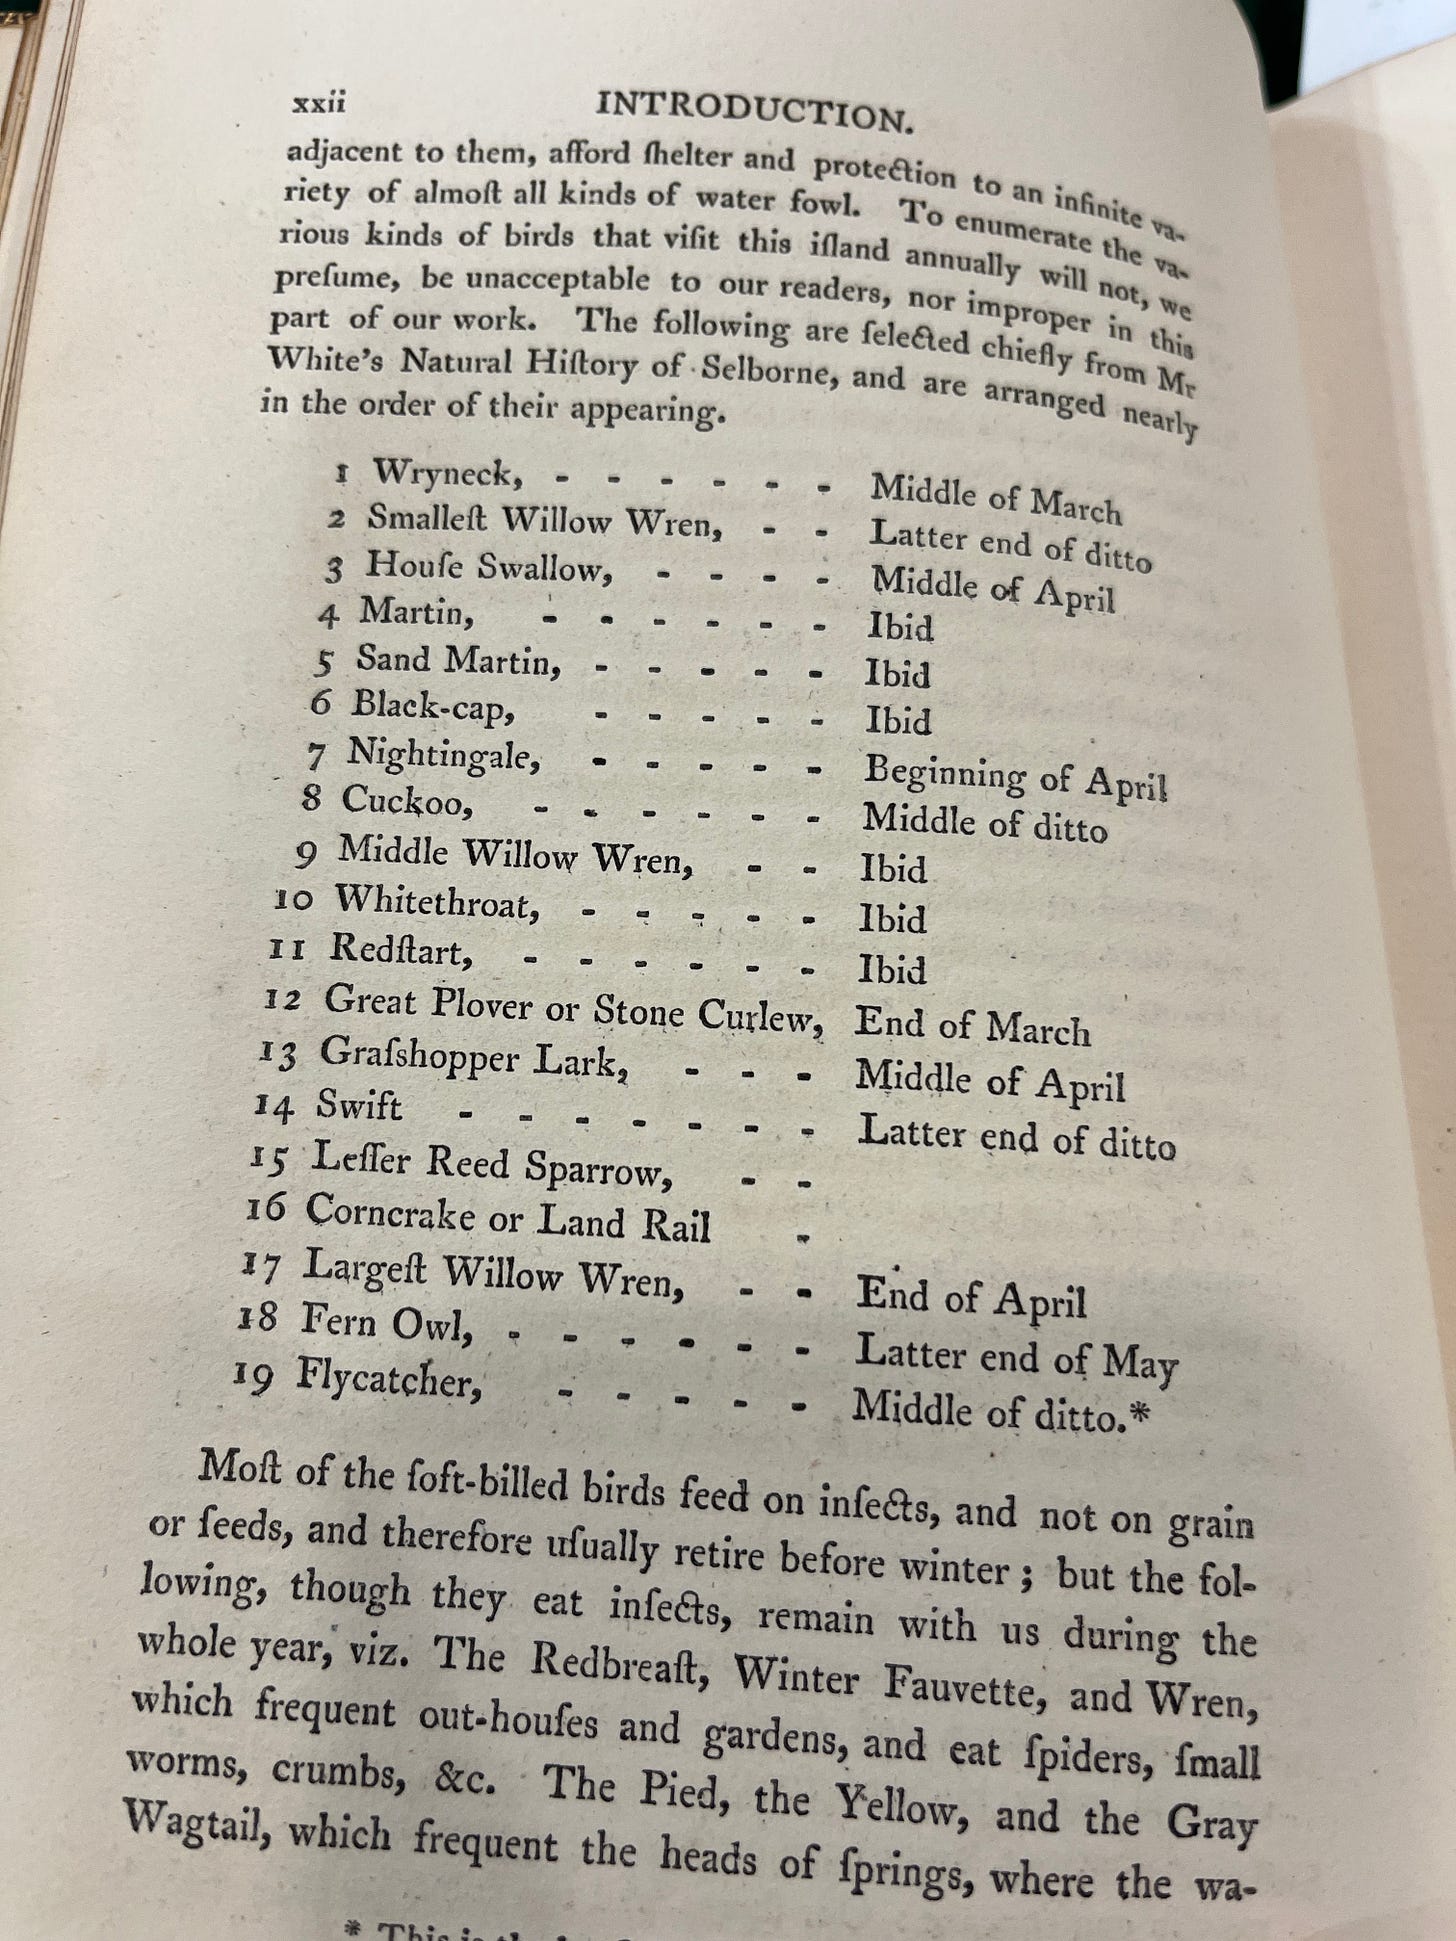 xxii INTRODUCTION.
adjacent to them, afford ſhelter and protection to an infinite va-
riety of almoſt all kinds of water fowl. To enumerate the va-
rious kinds of birds that viſit this iſland annually will not, we
preſume, be unacceptable to our readers, nor improper in this
part of our work. The following are ſelected chiefly from Mr
White's Natural Hiſtory of Selborne, and are arranged nearly
in the order of their appearing.
1 Wryneck, - - - - - - Middle of March
2 Smalleſt Willow Wren, - - Latter end of ditto
3 Houſe Swallow, - - - - Middle of April
4 Martin, - - - - - - Ibid
5 Sand Martin, - - - - - Ibid
6 Black-cap, - - - - - Ibid
7 Nightingale, - - - - - Beginning of April
8 Cuckoo, - - - - - - Middle of ditto
9 Middle Willow Wren, - - Ibid
10 Whitethroat, - - - - - Ibid
11 Redſtart, - - - - - - Ibid
12 Great Plover or Stone Curlew, End of March
13 Graſshopper Lark, - - - Middle of April
14 Swift - - - - - - - Latter end of ditto
15 Leſſer Reed Sparrow, - -
16 Corncrake or Land Rail -
17 Largeſt Willow Wren, - - End of April
18 Fern Owl, - - - - - - Latter end of May
19 Flycatcher, - - - - - Middle of ditto.*
Moſt of the ſoft-billed birds feed on inſects, and not on grain
or ſeeds, and therefore uſually retire before winter; but the fol-
lowing, though they eat inſects, remain with us during the
whole year, viz. The Redbreaſt, Winter Fauvette, and Wren,
which frequent out-houſes and gardens, and eat ſpiders, ſmall
worms, crumbs, &c. The Pied, the Yellow, and the Gray
Wagtail, which frequent the heads of ſprings, where the wa-
* This is the